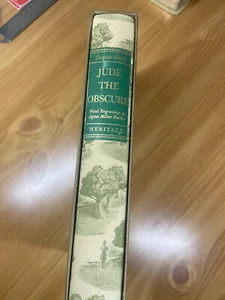 Thomas Hardy
JUDE
THE
OBSCURE
Wood Engravings by
Agnes Miller Parker
HERITAGE